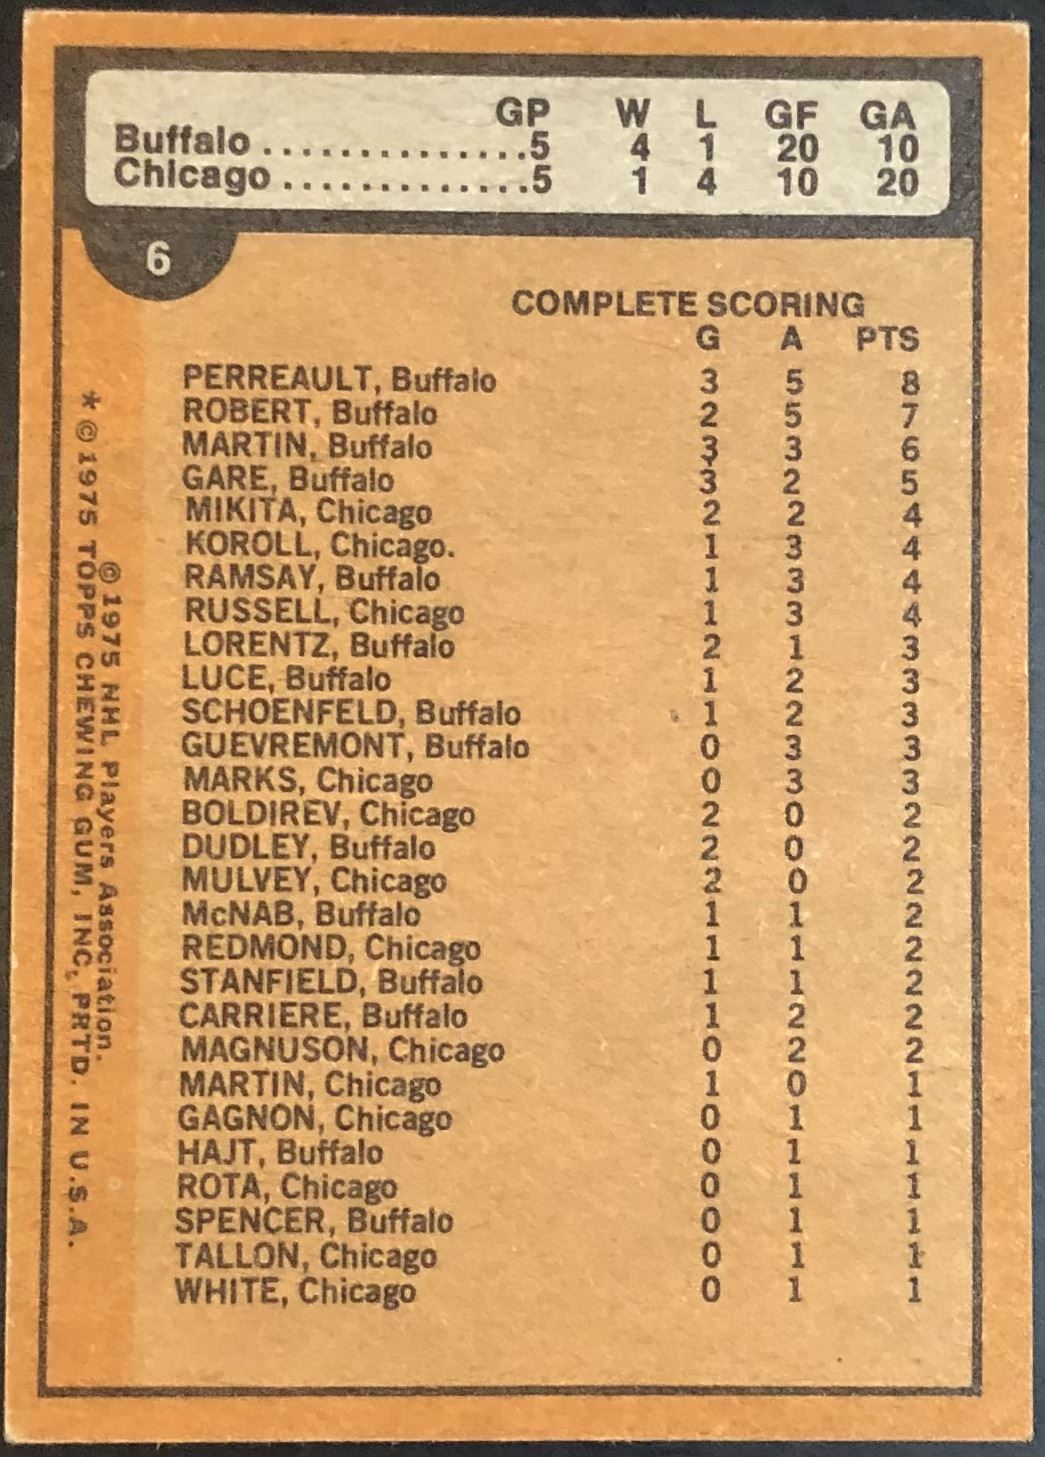 GP W L GF GA
Buffalo ..............5 4 1 20 10
Chicago .............5 1 4 10 20
6
COMPLETE SCORING
G A PTS
PERREAULT, Buffalo 3 5 8
ROBERT, Buffalo 2 5 7
MARTIN, Buffalo 3 3 6
GARE, Buffalo 3 2 5
MIKITA, Chicago 2 2 4
KOROLL, Chicago. 1 3 4
RAMSAY, Buffalo 1 3 4
RUSSELL, Chicago 1 3 4
LORENTZ, Buffalo 2 1 3
LUCE, Buffalo 1 2 3
SCHOENFELD, Buffalo 1 2 3
GUEVREMONT, Buffalo 0 3 3
MARKS, Chicago 0 3 3
BOLDIREV, Chicago 2 0 2
DUDLEY, Buffalo 2 0 2
MULVEY, Chicago 2 0 2
McNAB, Buffalo 1 1 2
REDMOND, Chicago 1 1 2
STANFIELD, Buffalo 1 1 2
CARRIERE, Buffalo 1 2 2
MAGNUSON, Chicago 0 2 2
MARTIN, Chicago 1 0 1
GAGNON, Chicago 0 1 1
HAJT, Buffalo 0 1 1
ROTA, Chicago 0 1 1
SPENCER, Buffalo 0 1 1
TALLON, Chicago 0 1 1
WHITE, Chicago 0 1 1
© 1975 NHL Players Association.
* © 1975 TOPPS CHEWING GUM, INC, PRTD. IN U.S.A.